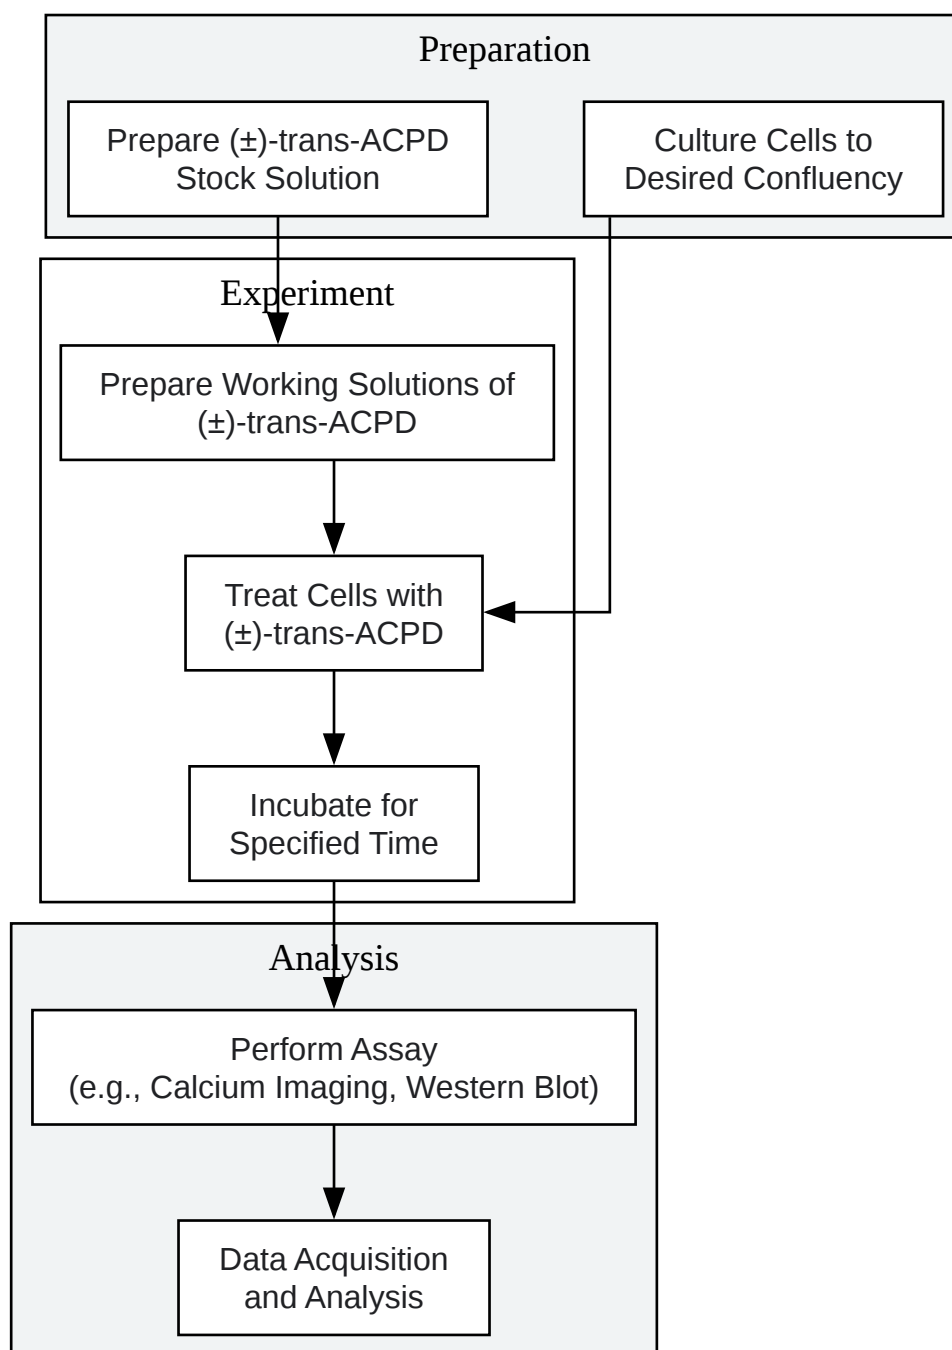 Preparation
Prepare (±)-trans-ACPD
Stock Solution
Culture Cells to
Desired Confluency
Experiment
Prepare Working Solutions of
(±)-trans-ACPD
Treat Cells with
(±)-trans-ACPD
Incubate for
Specified Time
Analysis
Perform Assay
(e.g., Calcium Imaging, Western Blot)
Data Acquisition
and Analysis